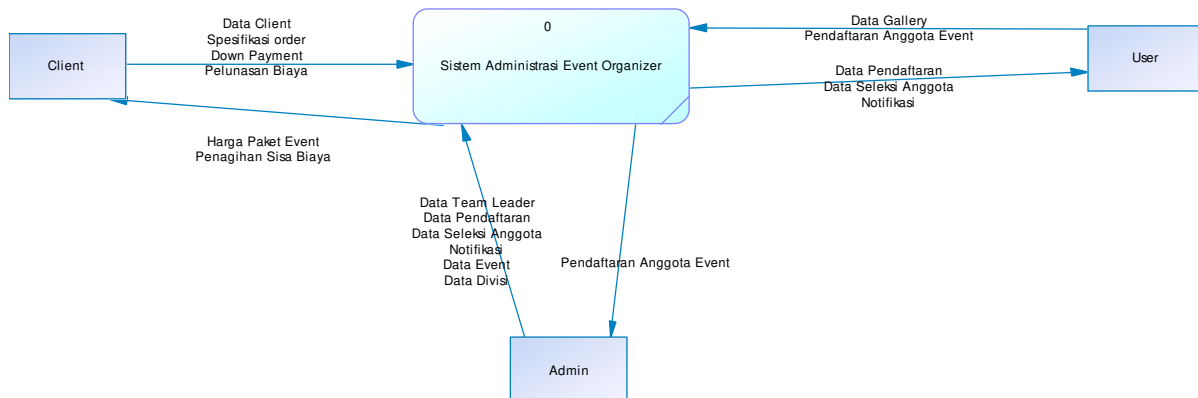 Client
Data Client
Spesifikasi order
Down Payment
Pelunasan Biaya
0
Sistem Administrasi Event Organizer
Data Gallery
Pendaftaran Anggota Event
User
Data Pendaftaran
Data Seleksi Anggota
Notifikasi
Harga Paket Event
Penagihan Sisa Biaya
Data Team Leader
Data Pendaftaran
Data Seleksi Anggota
Notifikasi
Data Event
Data Divisi
Pendaftaran Anggota Event
Admin